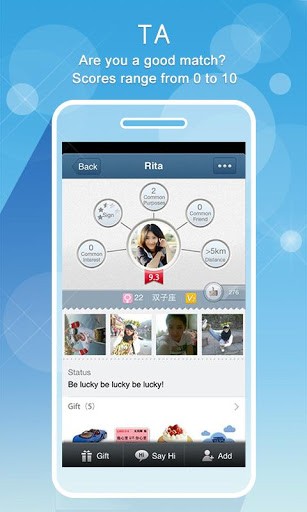 TA
Are you a good match?
Scores range from 0 to 10
Back
Rita
2
Common
Purposes
Sign
0
Common
Friend
0
Common
Interest
>5km
Distance
9.3
22 双子座 V
276
Status
Be lucky be lucky be lucky!
Gift (5)
Gift
Hi
Say Hi
Add